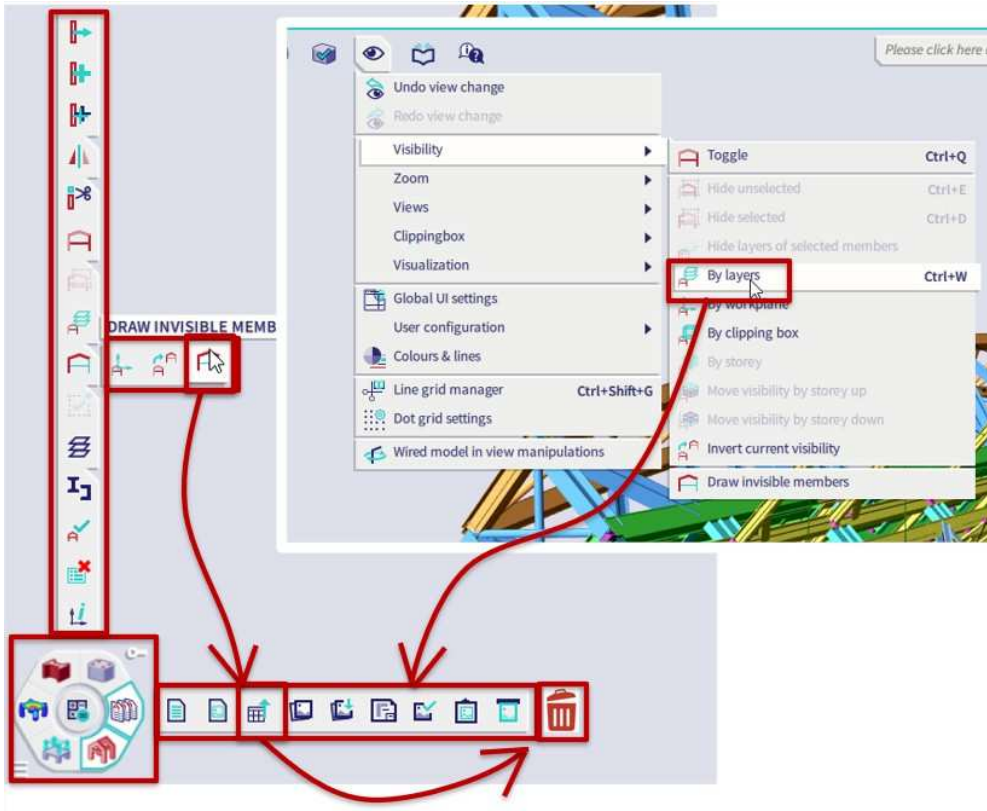 Please click here
Undo view change
Redo view change
Visibility
Toggle Ctrl+Q
Zoom
Hide unselected Ctrl+E
Views
Hide selected Ctrl+D
Clippingbox
Hide layers of selected members
Visualization
By layers Ctrl+W
Global UI settings
By workplane
DRAW INVISIBLE MEMB
User configuration
By clipping box
Colours & lines
By storey
Line grid manager Ctrl+Shift+G
Move visibility by storey up
Dot grid settings
Move visibility by storey down
Wired model in view manipulations
Invert current visibility
Draw invisible members